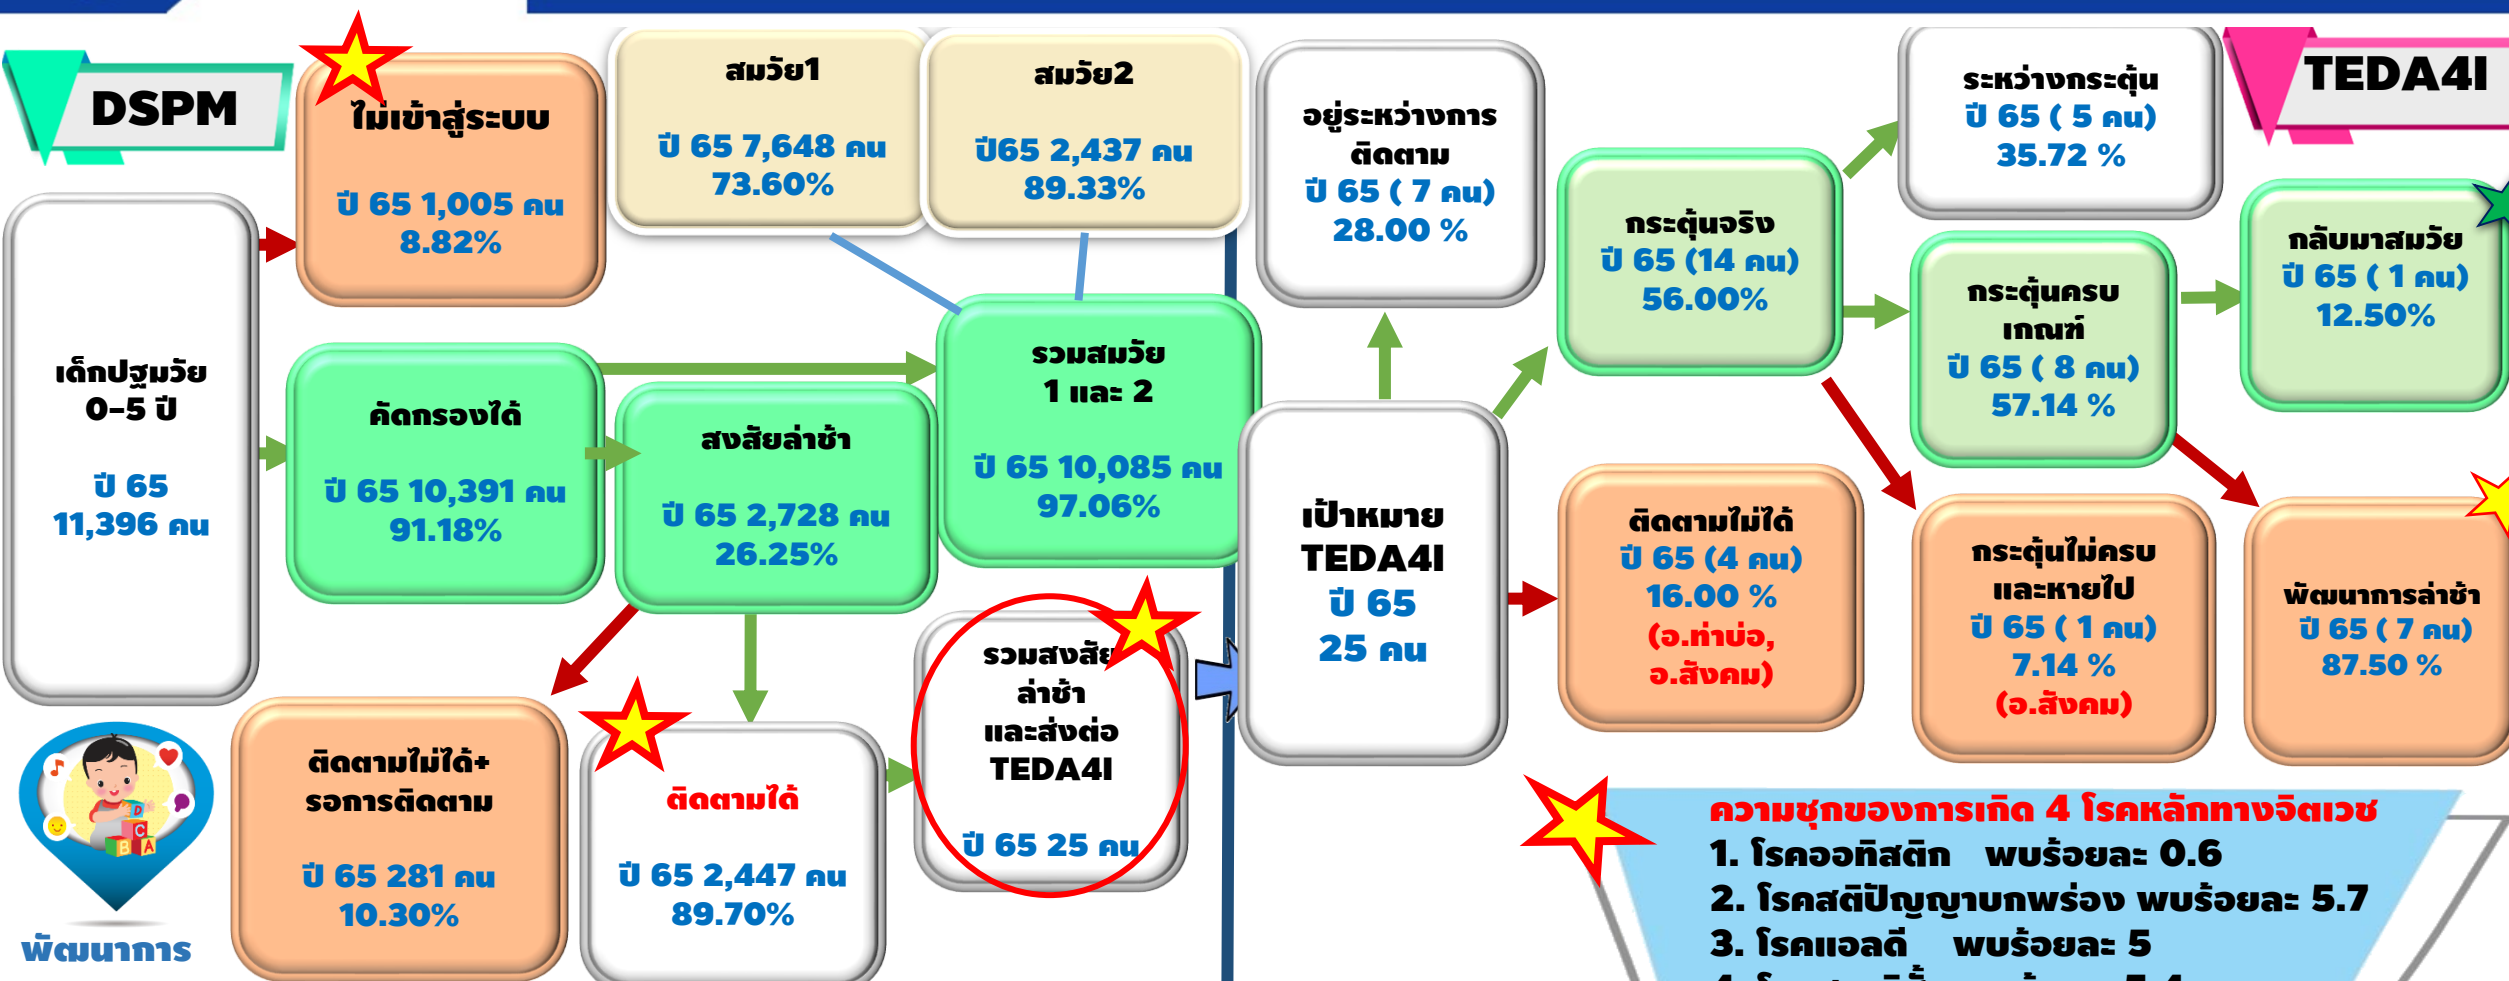 DSPM
ไม่เข้าสู่ระบบ
ปี 65 1,005 คน
8.82%
สมวัย1
ปี 65 7,648 คน
73.60%
สมวัย2
ปี65 2,437 คน
89.33%
เด็กปฐมวัย
0-5 ปี
ปี 65
11,396 คน
คัดกรองได้
ปี 65 10,391 คน
91.18%
สงสัยล่าช้า
ปี 65 2,728 คน
26.25%
รวมสมวัย
1 และ 2
ปี 65 10,085 คน
97.06%
ติดตามไม่ได้+
รอการติดตาม
ปี 65 281 คน
10.30%
ติดตามได้
ปี 65 2,447 คน
89.70%
รวมสงสัย
ล่าช้า
และส่งต่อ
TEDA4I
ปี 65 25 คน
พัฒนาการ
D
C
B A
TEDA4I
อยู่ระหว่างการ
ติดตาม
ปี 65 ( 7 คน)
28.00 %
เป้าหมาย
TEDA4I
ปี 65
25 คน
กระตุ้นจริง
ปี 65 (14 คน)
56.00%
ติดตามไม่ได้
ปี 65 (4 คน)
16.00 %
(อ.ท่าบ่อ,
อ.สังคม)
ระหว่างกระตุ้น
ปี 65 ( 5 คน)
35.72 %
กระตุ้นครบ
เกณฑ์
ปี 65 ( 8 คน)
57.14 %
กลับมาสมวัย
ปี 65 ( 1 คน)
12.50%
กระตุ้นไม่ครบ
และหายไป
ปี 65 ( 1 คน)
7.14 %
(อ.สังคม)
พัฒนาการล่าช้า
ปี 65 ( 7 คน)
87.50 %
ความชุกของการเกิด 4 โรคหลักทางจิตเวช
1. โรคออทิสติก พบร้อยละ 0.6
2. โรคสติปัญญาบกพร่อง พบร้อยละ 5.7
3. โรคแอลดี พบร้อยละ 5